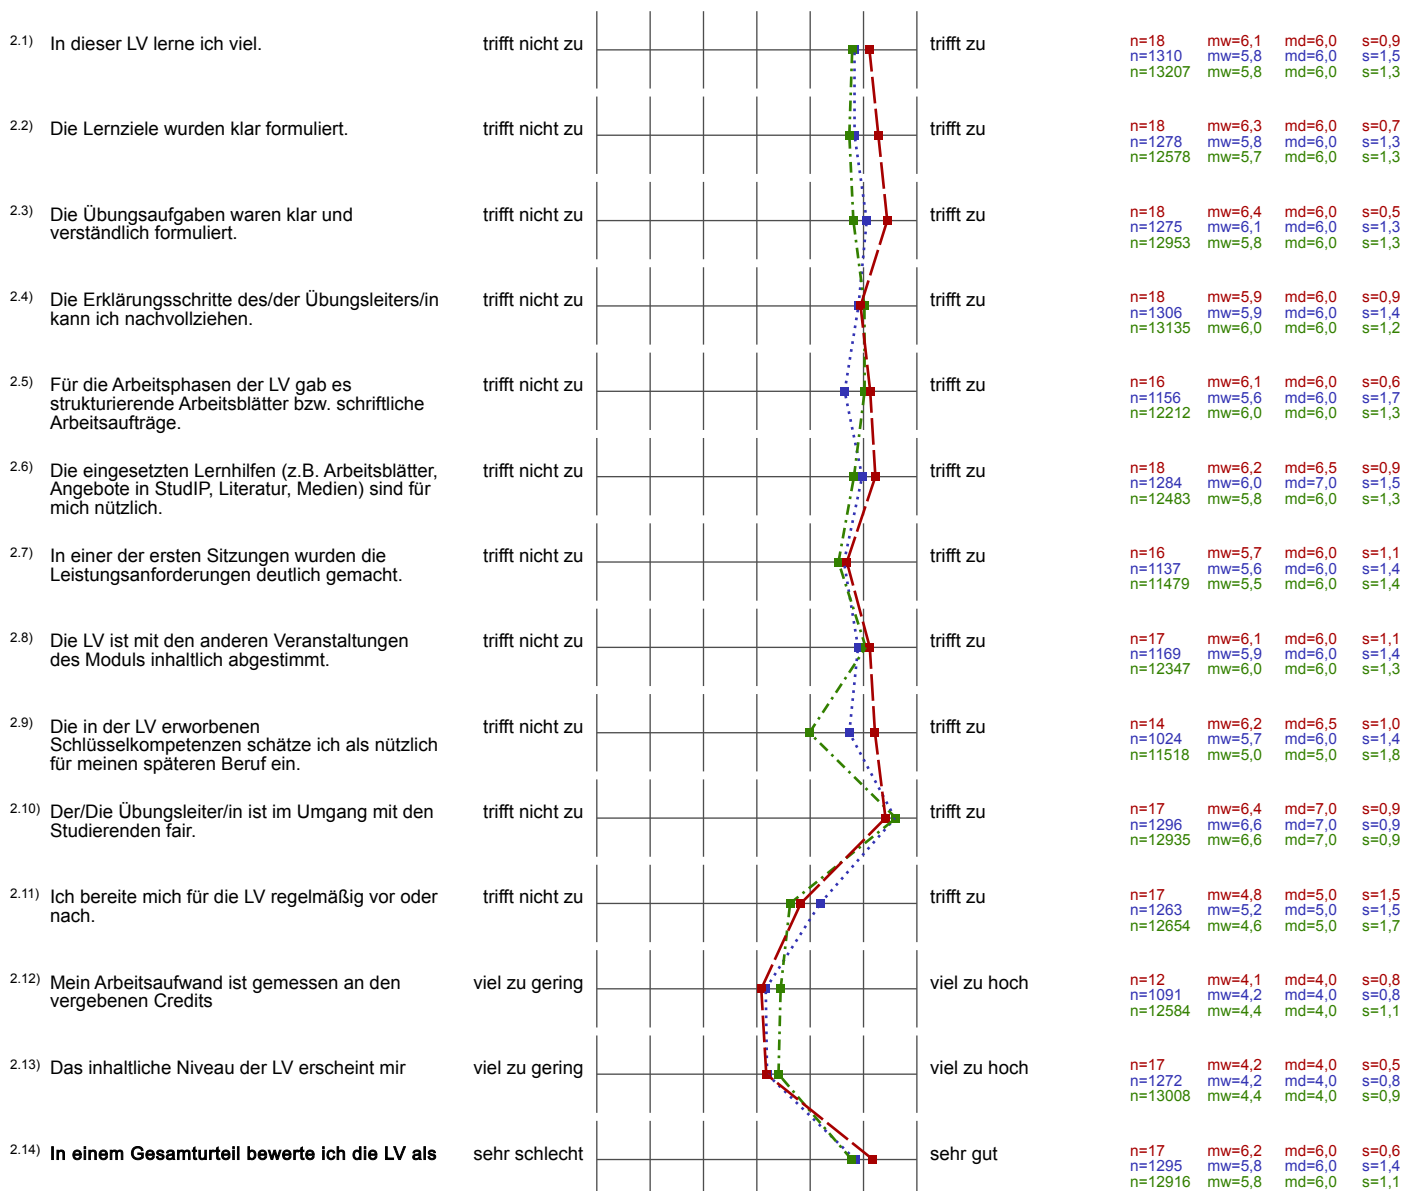 2.1) In dieser LV lerne ich viel. trifft nicht zu trifft zu n=18 mw=6,1 md=6,0 s=0,9
n=1310 mw=5,8 md=6,0 s=1,5
n=13207 mw=5,8 md=6,0 s=1,3
2.2) Die Lernziele wurden klar formuliert. trifft nicht zu trifft zu n=18 mw=6,3 md=6,0 s=0,7
n=1278 mw=5,8 md=6,0 s=1,3
n=12578 mw=5,7 md=6,0 s=1,3
2.3) Die Übungsaufgaben waren klar und trifft nicht zu trifft zu n=18 mw=6,4 md=6,0 s=0,5
verständlich formuliert. n=1275 mw=6,1 md=6,0 s=1,3
n=12953 mw=5,8 md=6,0 s=1,3
2.4) Die Erklärungsschritte des/der Übungsleiters/in trifft nicht zu trifft zu n=18 mw=5,9 md=6,0 s=0,9
kann ich nachvollziehen. n=1306 mw=5,9 md=6,0 s=1,4
n=13135 mw=6,0 md=6,0 s=1,2
2.5) Für die Arbeitsphasen der LV gab es trifft nicht zu trifft zu n=16 mw=6,1 md=6,0 s=0,6
strukturierende Arbeitsblätter bzw. schriftliche n=1156 mw=5,6 md=6,0 s=1,7
Arbeitsaufträge. n=12212 mw=6,0 md=6,0 s=1,3
2.6) Die eingesetzten Lernhilfen (z.B. Arbeitsblätter, trifft nicht zu trifft zu n=18 mw=6,2 md=6,5 s=0,9
Angebote in StudIP, Literatur, Medien) sind für n=1284 mw=6,0 md=7,0 s=1,5
mich nützlich. n=12483 mw=5,8 md=6,0 s=1,3
2.7) In einer der ersten Sitzungen wurden die trifft nicht zu trifft zu n=16 mw=5,7 md=6,0 s=1,1
Leistungsanforderungen deutlich gemacht. n=1137 mw=5,6 md=6,0 s=1,4
n=11479 mw=5,5 md=6,0 s=1,4
2.8) Die LV ist mit den anderen Veranstaltungen trifft nicht zu trifft zu n=17 mw=6,1 md=6,0 s=1,1
des Moduls inhaltlich abgestimmt. n=1169 mw=5,9 md=6,0 s=1,4
n=12347 mw=6,0 md=6,0 s=1,3
2.9) Die in der LV erworbenen trifft nicht zu trifft zu n=14 mw=6,2 md=6,5 s=1,0
Schlüsselkompetenzen schätze ich als nützlich n=1024 mw=5,7 md=6,0 s=1,4
für meinen späteren Beruf ein. n=11518 mw=5,0 md=5,0 s=1,8
2.10) Der/Die Übungsleiter/in ist im Umgang mit den trifft nicht zu trifft zu n=17 mw=6,4 md=7,0 s=0,9
Studierenden fair. n=1296 mw=6,6 md=7,0 s=0,9
n=12935 mw=6,6 md=7,0 s=0,9
2.11) Ich bereite mich für die LV regelmäßig vor oder trifft nicht zu trifft zu n=17 mw=4,8 md=5,0 s=1,5
nach. n=1263 mw=5,2 md=5,0 s=1,5
n=12654 mw=4,6 md=5,0 s=1,7
2.12) Mein Arbeitsaufwand ist gemessen an den viel zu gering viel zu hoch n=12 mw=4,1 md=4,0 s=0,8
vergebenen Credits n=1091 mw=4,2 md=4,0 s=0,8
n=12584 mw=4,4 md=4,0 s=1,1
2.13) Das inhaltliche Niveau der LV erscheint mir viel zu gering viel zu hoch n=17 mw=4,2 md=4,0 s=0,5
n=1272 mw=4,2 md=4,0 s=0,8
n=13008 mw=4,4 md=4,0 s=0,9
2.14) In einem Gesamturteil bewerte ich die LV als sehr schlecht sehr gut n=17 mw=6,2 md=6,0 s=0,6
n=1295 mw=5,8 md=6,0 s=1,4
n=12916 mw=5,8 md=6,0 s=1,1